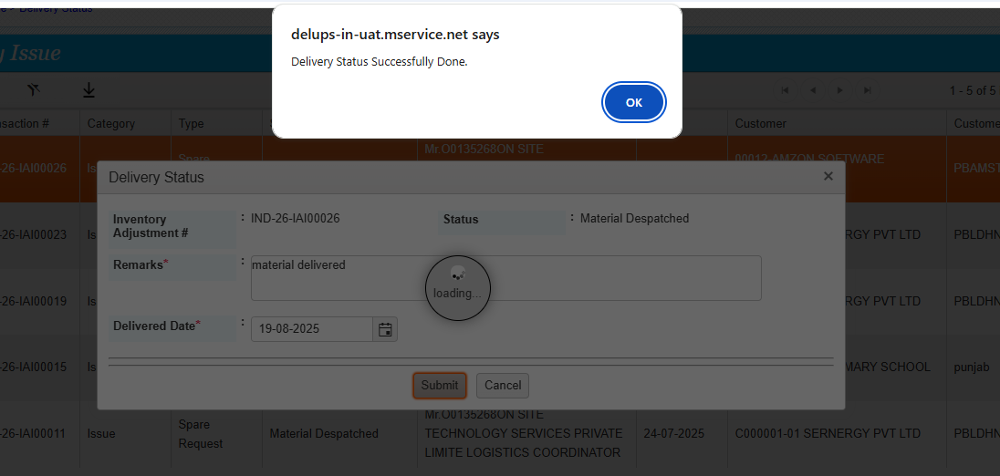 Delivery Status
delups-in-uat.mservice.net says
Delivery Status Successfully Done.
OK
Issue
1 - 5 of 5
saction #
Category
Type
Customer
Custome
-26-IAI00026
Is
Spare
Mr.O0135268ON SITE
00012-AMZON SOFTWARE
PBAMST
Delivery Status
Inventory Adjustment #
: IND-26-IAI00026
Status
: Material Despatched
Remarks*
: material delivered
loading...
Delivered Date*
: 19-08-2025
Submit
Cancel
-26-IAI00023
Is
RGY PVT LTD
PBLDHN
-26-IAI00019
Is
RGY PVT LTD
PBLDHN
-26-IAI00015
Is
MARY SCHOOL
punjab
-26-IAI00011
Issue
Spare
Request
Material Despatched
Mr.O0135268ON SITE
TECHNOLOGY SERVICES PRIVATE
LIMITE LOGISTICS COORDINATOR
24-07-2025
C000001-01 SERNERGY PVT LTD
PBLDHN